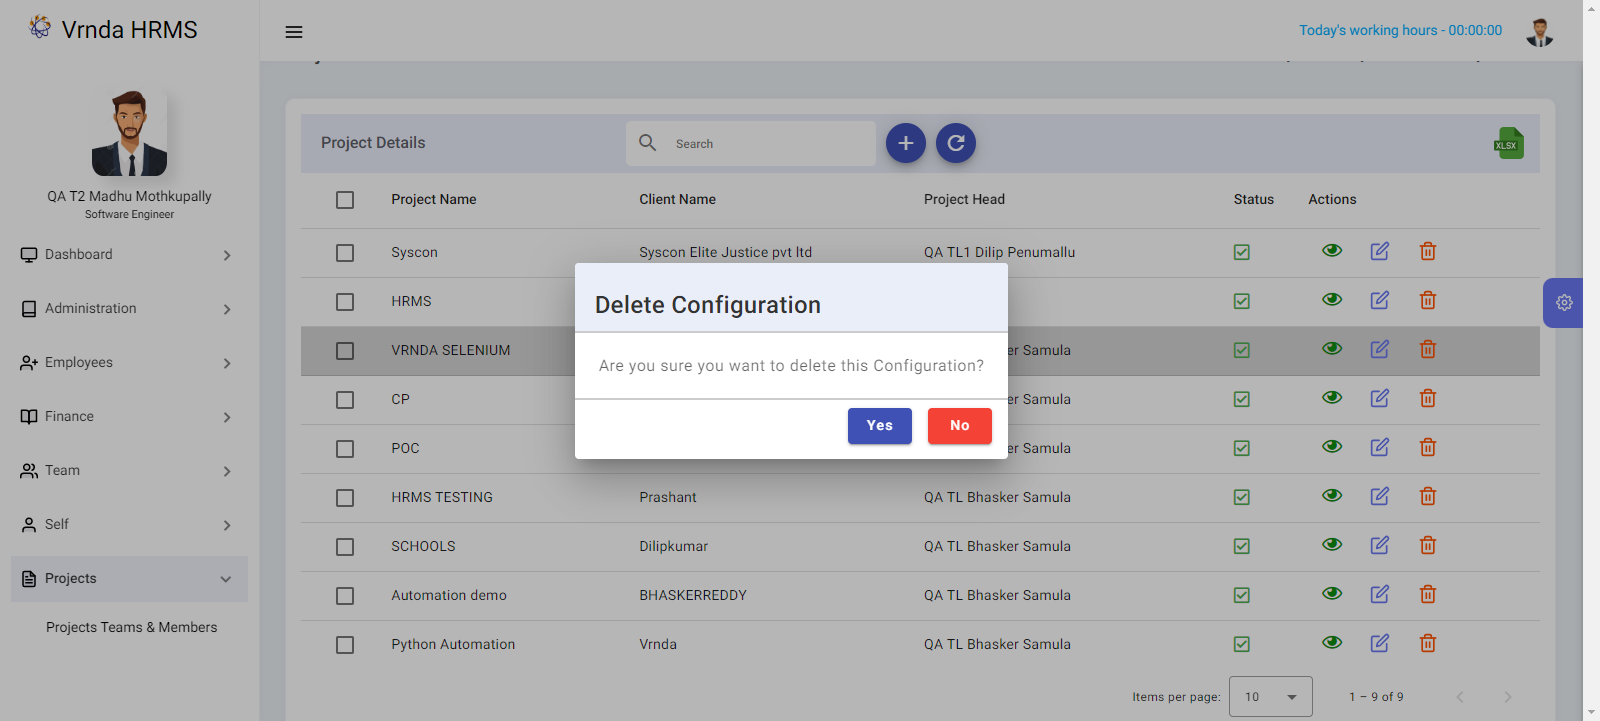 Vrnda HRMS
Today's working hours - 00:00:00
QA T2 Madhu Mothkupally
Software Engineer
Dashboard
Administration
Employees
Finance
Team
Self
Projects
Projects Teams & Members
Project Details
Search
XLSX
Project Name Client Name Project Head Status Actions
Syscon Syscon Elite Justice pvt ltd QA TL1 Dilip Penumallu
HRMS
VRNDA SELENIUM Samula
CP Samula
POC Samula
HRMS TESTING Prashant QA TL Bhasker Samula
SCHOOLS Dilipkumar QA TL Bhasker Samula
Automation demo BHASKERREDDY QA TL Bhasker Samula
Python Automation Vrnda QA TL Bhasker Samula
Items per page: 10 1 – 9 of 9
Delete Configuration
Are you sure you want to delete this Configuration?
Yes No